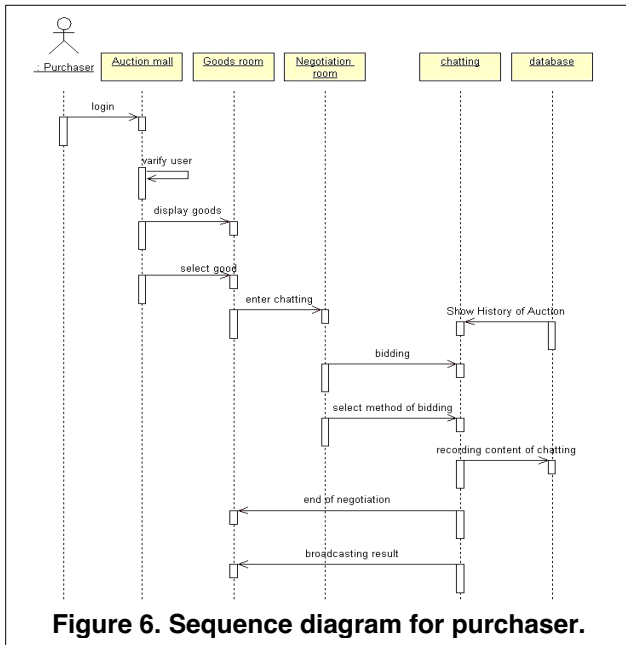 : Purchaser
Auction mall
Goods room
Negotiation
room
chatting
database
login
varify user
display goods
select good
enter chatting
Show History of Auction
bidding
select method of bidding
recording content of chatting
end of negotiation
broadcasting result
Figure 6. Sequence diagram for purchaser.